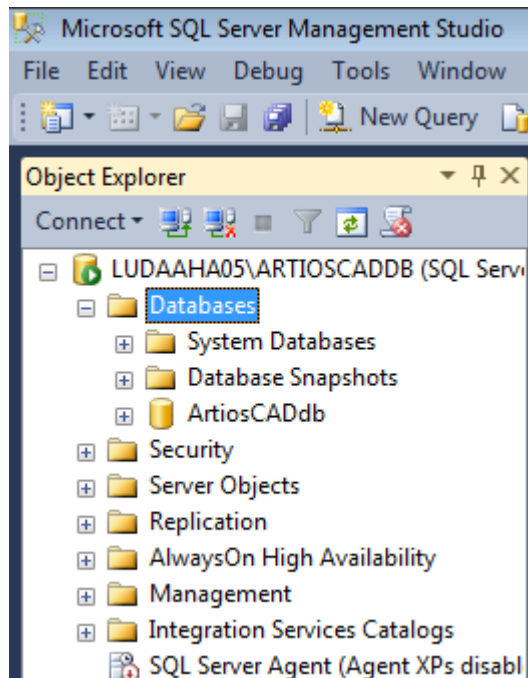 Microsoft SQL Server Management Studio
File Edit View Debug Tools Window
New Query
Object Explorer
Connect
LUDAAHA05\ARTIOSCADDB (SQL Serv
Databases
System Databases
Database Snapshots
ArtiosCADdb
Security
Server Objects
Replication
AlwaysOn High Availability
Management
Integration Services Catalogs
SQL Server Agent (Agent XPs disabl